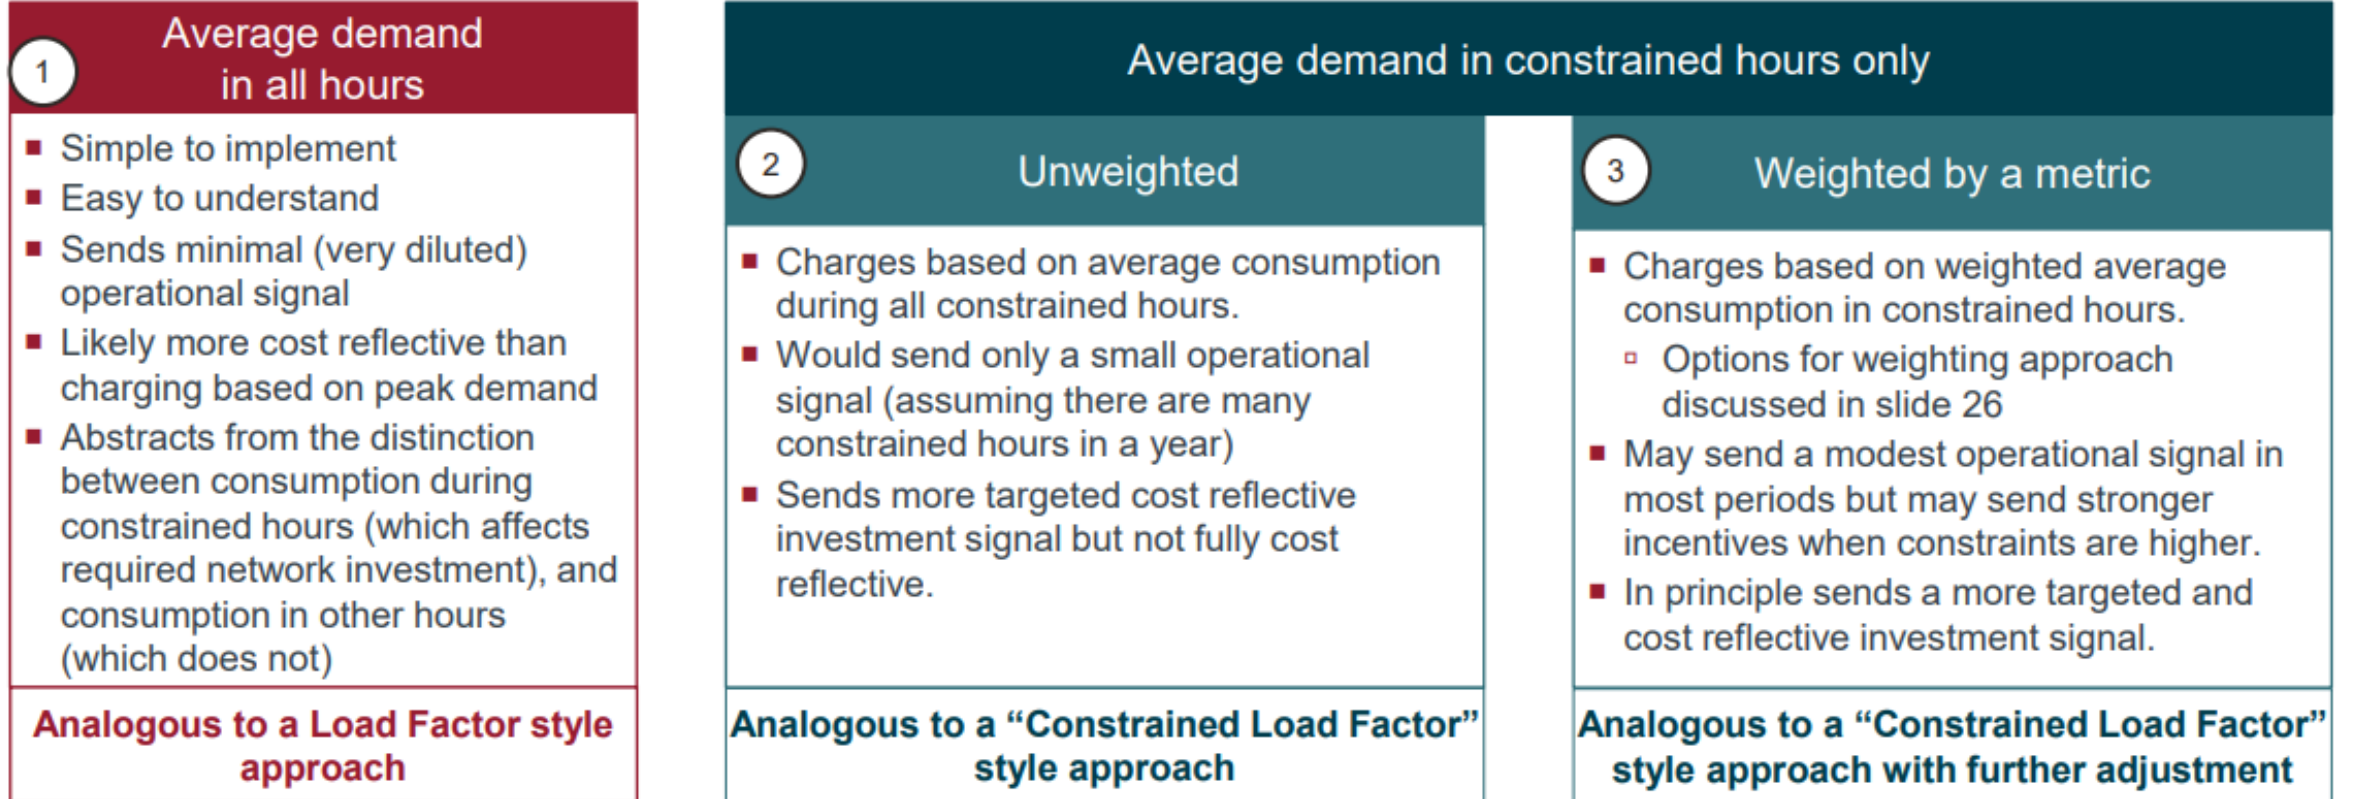 Average demand
in all hours
1
Simple to implement
Easy to understand
Sends minimal (very diluted)
operational signal
Likely more cost reflective than
charging based on peak demand
Abstracts from the distinction
between consumption during
constrained hours (which affects
required network investment), and
consumption in other hours
(which does not)
Analogous to a Load Factor style
approach
Average demand in constrained hours only
2
Unweighted
Charges based on average consumption
during all constrained hours.
Would send only a small operational
signal (assuming there are many
constrained hours in a year)
Sends more targeted cost reflective
investment signal but not fully cost
reflective.
Analogous to a “Constrained Load Factor”
style approach
3
Weighted by a metric
Charges based on weighted average
consumption in constrained hours.
Options for weighting approach
discussed in slide 26
May send a modest operational signal in
most periods but may send stronger
incentives when constraints are higher.
In principle sends a more targeted and
cost reflective investment signal.
Analogous to a “Constrained Load Factor”
style approach with further adjustment